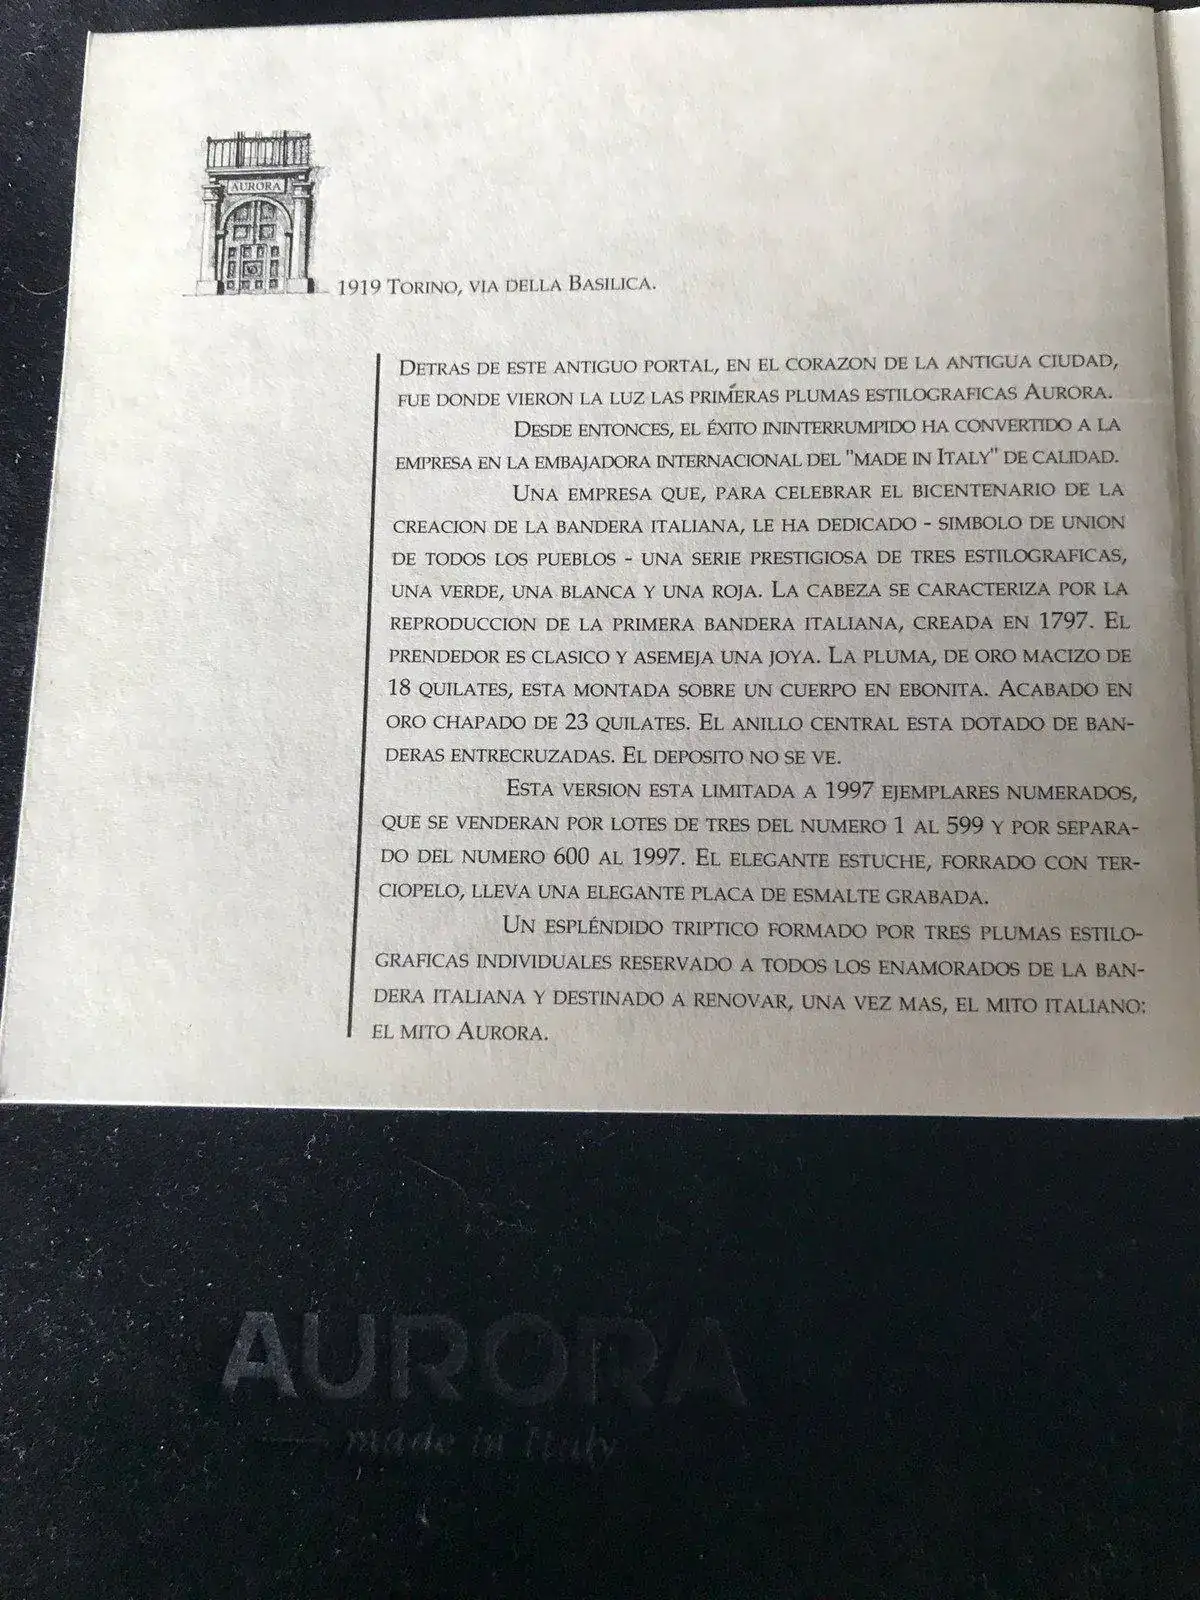 AURORA
1919 TORINO, VIA DELLA BASILICA.
DETRAS DE ESTE ANTIGUO PORTAL, EN EL CORAZON DE LA ANTIGUA CIUDAD,
FUE DONDE VIERON LA LUZ LAS PRIMERAS PLUMAS ESTILOGRAFICAS AURORA.
DESDE ENTONCES, EL ÉXITO ININTERRUMPIDO HA CONVERTIDO A LA
EMPRESA EN LA EMBAJADORA INTERNACIONAL DEL "MADE IN ITALY" DE CALIDAD.
UNA EMPRESA QUE, PARA CELEBRAR EL BICENTENARIO DE LA
CREACION DE LA BANDERA ITALIANA, LE HA DEDICADO - SIMBOLO DE UNION
DE TODOS LOS PUEBLOS - UNA SERIE PRESTIGIOSA DE TRES ESTILOGRAFICAS,
UNA VERDE, UNA BLANCA Y UNA ROJA. LA CABEZA SE CARACTERIZA POR LA
REPRODUCCION DE LA PRIMERA BANDERA ITALIANA, CREADA EN 1797. EL
PRENDEDOR ES CLASICO Y ASEMEJA UNA JOYA. LA PLUMA, DE ORO MACIZO DE
18 QUILATES, ESTA MONTADA SOBRE UN CUERPO EN EBONITA. ACABADO EN
ORO CHAPADO DE 23 QUILATES. EL ANILLO CENTRAL ESTA DOTADO DE BAN-
DERAS ENTRECRUZADAS. EL DEPOSITO NO SE VE.
ESTA VERSION ESTA LIMITADA A 1997 EJEMPLARES NUMERADOS,
QUE SE VENDERAN POR LOTES DE TRES DEL NUMERO 1 AL 599 Y POR SEPARA-
DO DEL NUMERO 600 AL 1997. EL ELEGANTE ESTUCHE, FORRADO CON TER-
CIOPELO, LLEVA UNA ELEGANTE PLACA DE ESMALTE GRABADA.
UN ESPLÉNDIDO TRIPTICO FORMADO POR TRES PLUMAS ESTILO-
GRAFICAS INDIVIDUALES RESERVADO A TODOS LOS ENAMORADOS DE LA BAN-
DERA ITALIANA Y DESTINADO A RENOVAR, UNA VEZ MAS, EL MITO ITALIANO:
EL MITO AURORA.
AURORA
made in Italy